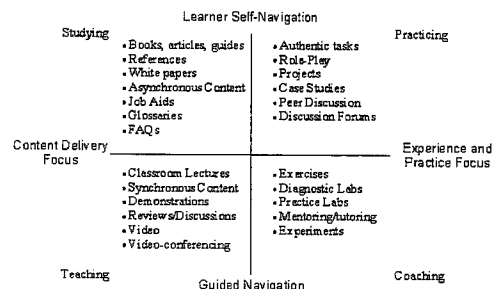 Learner Self-Navigation
Studying
Practicing
• Books, articles, guides
• References
• White papers
• Asynchronous Content
• Job Aids
• Glossaries
• FAQs
• Authentic tasks
• Role-Play
• Projects
• Case Studies
• Peer Discussion
• Discussion Forums
Content Delivery
Focus
Experience and
Practice Focus
• Classroom Lectures
• Synchronous Content
• Demonstrations
• Reviews/Discussions
• Video
• Video-conferencing
• Exercises
• Diagnostic Labs
• Practice Labs
• Mentoring/tutoring
• Experiments
Teaching
Coaching
Guided Navigation